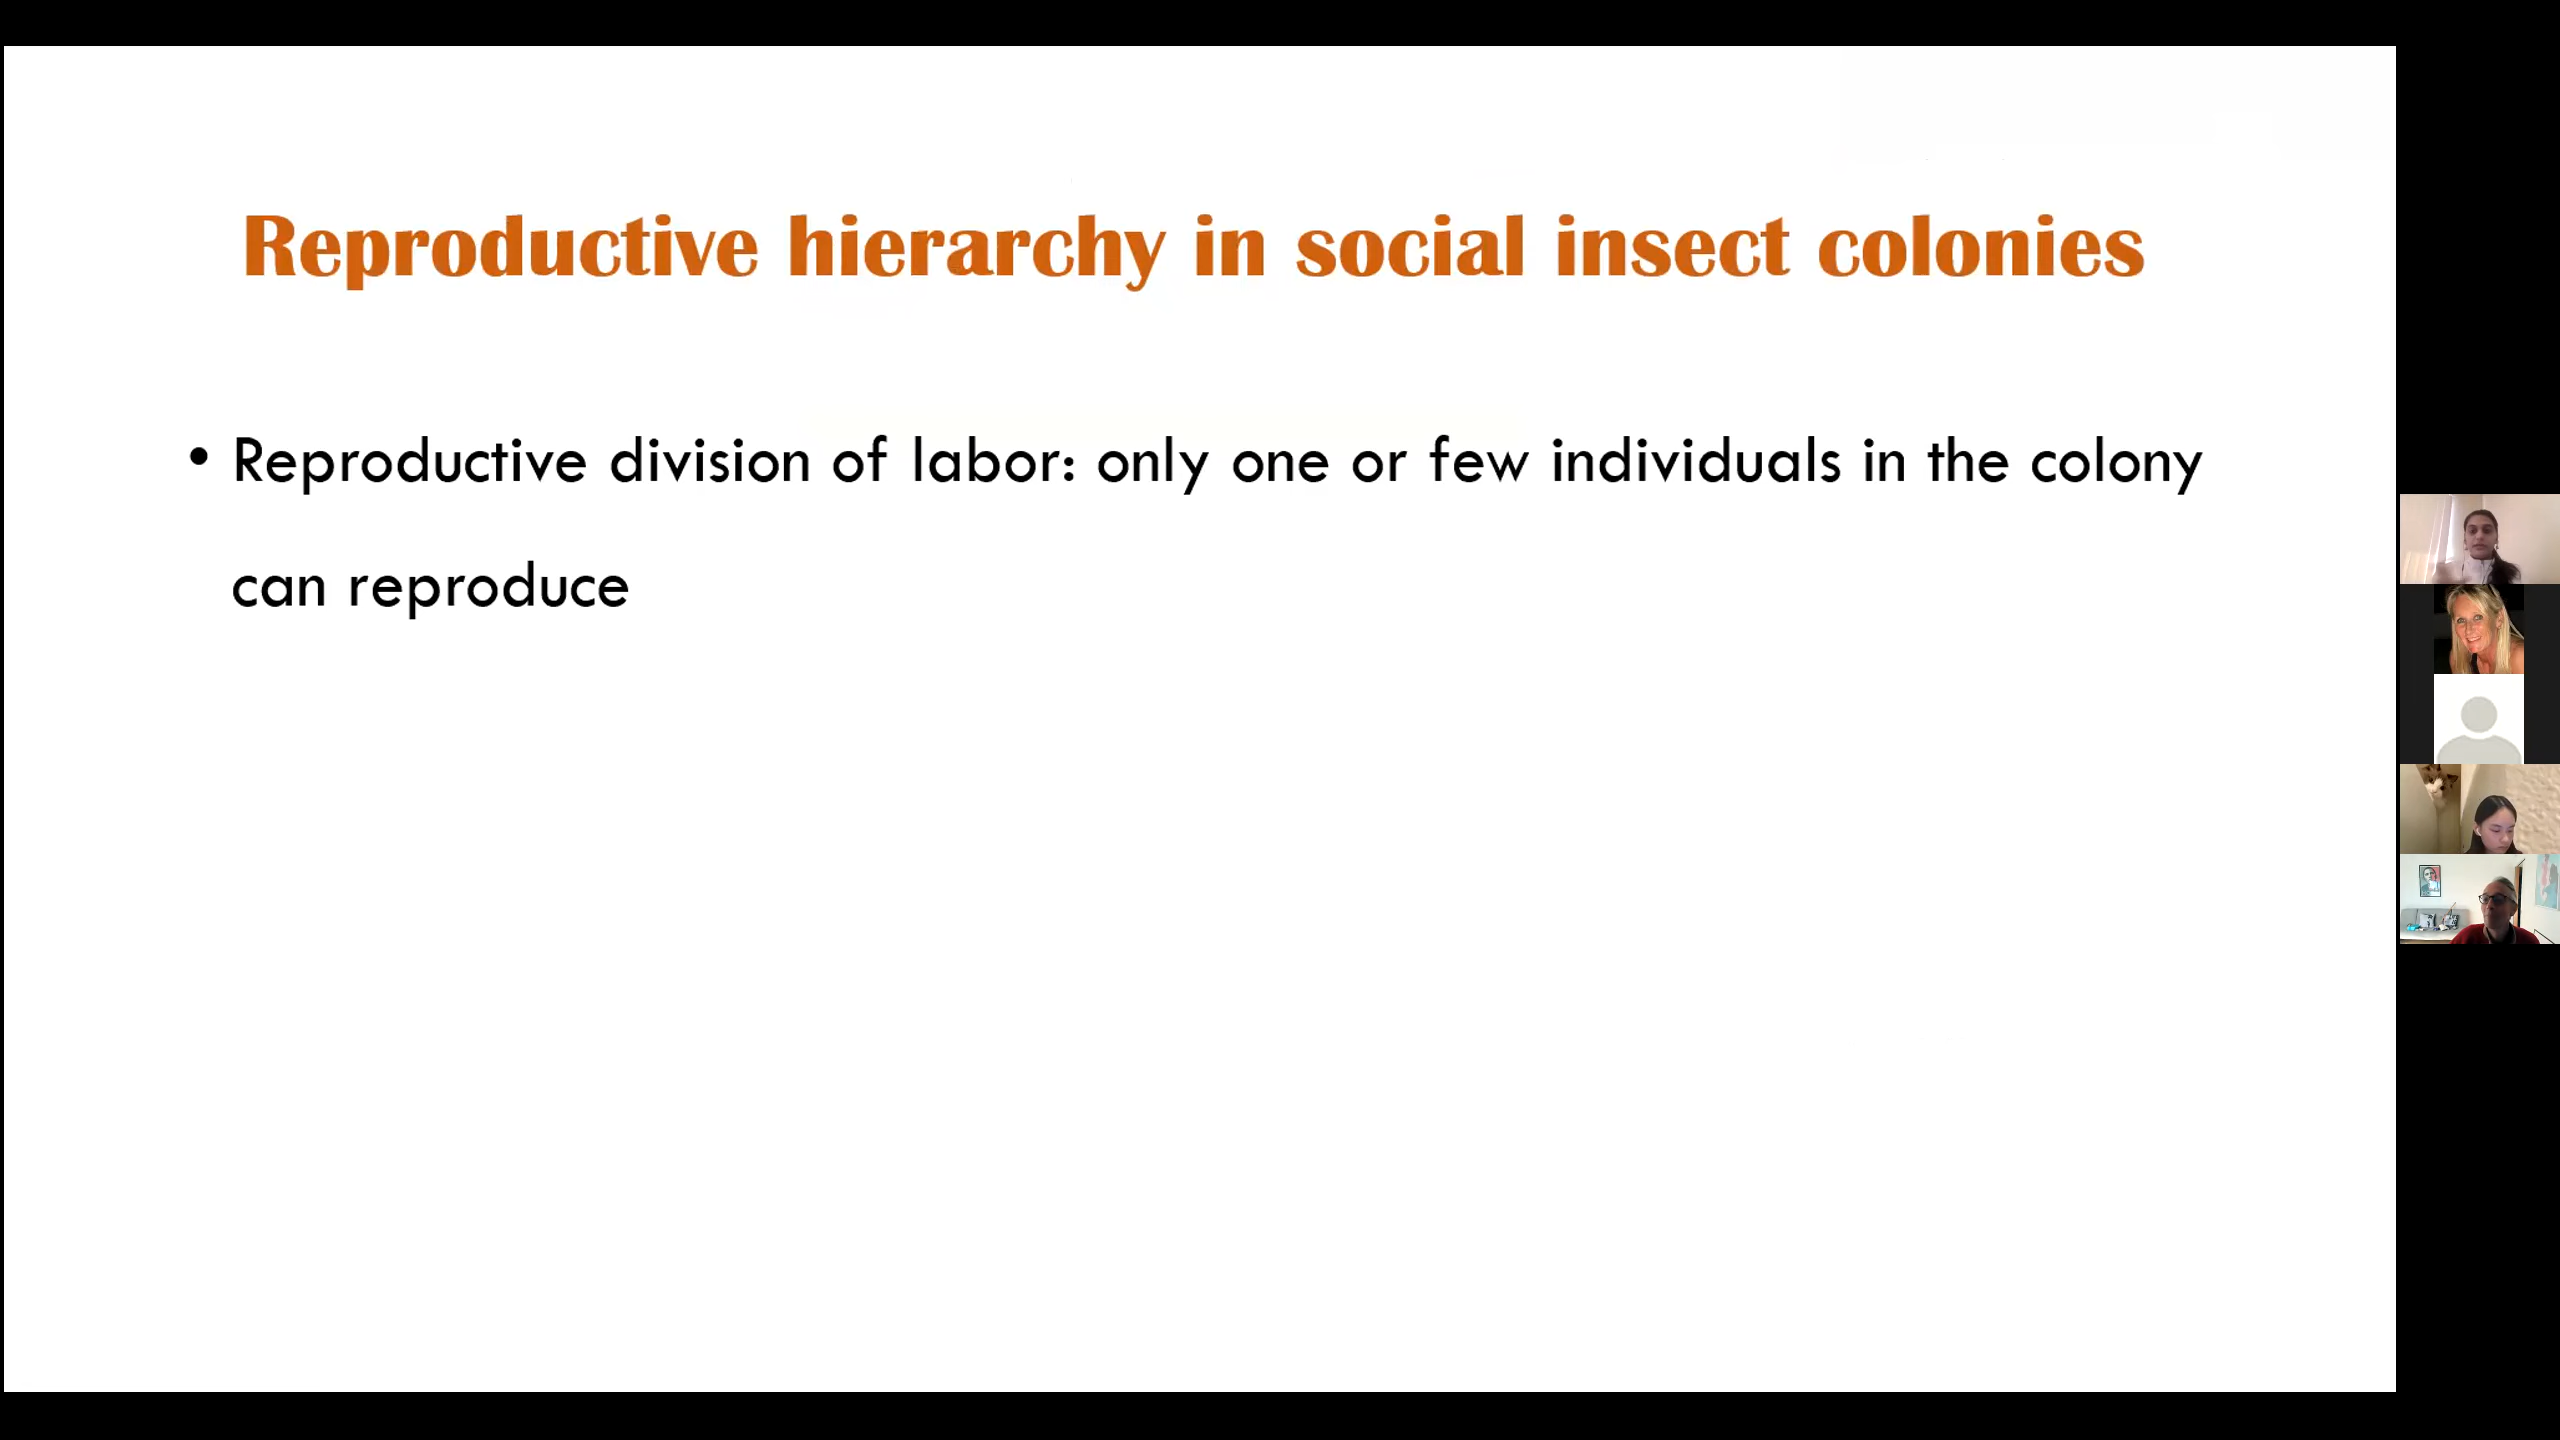 Reproductive hierarchy in social insect colonies
• Reproductive division of labor: only one or few individuals in the colony
can reproduce